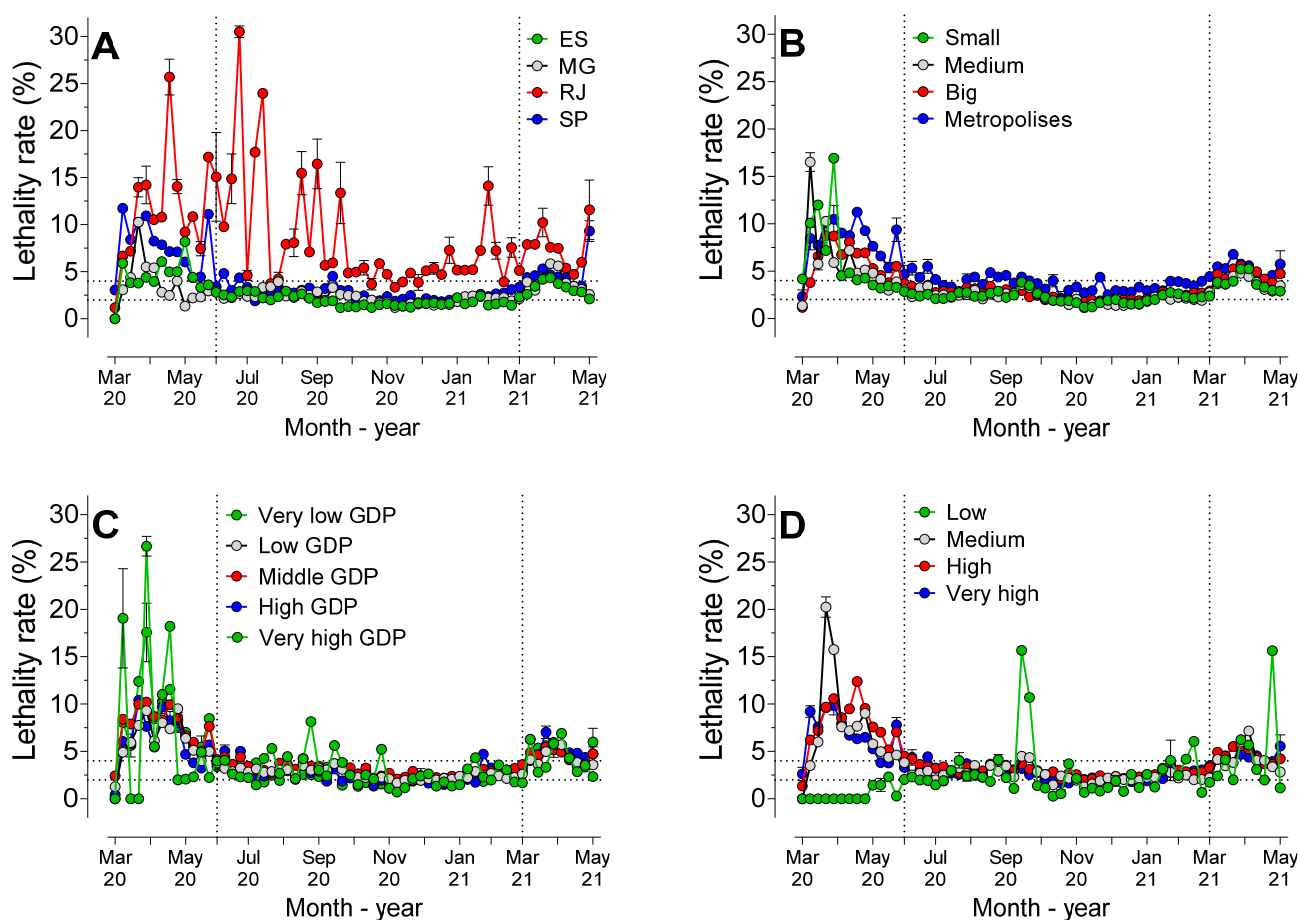 A
Lethality rate (%)
30
25
20
15
10
5
0
ES
MG
RJ
SP
Mar May Jul Sep Nov Jan Mar May
20 20 20 20 20 21 21 21
Month - year
B
Lethality rate (%)
30
25
20
15
10
5
0
Small
Medium
Big
Metropolises
Mar May Jul Sep Nov Jan Mar May
20 20 20 20 20 21 21 21
Month - year
C
Lethality rate (%)
30
25
20
15
10
5
0
Very low GDP
Low GDP
Middle GDP
High GDP
Very high GDP
Mar May Jul Sep Nov Jan Mar May
20 20 20 20 20 21 21 21
Month - year
D
Lethality rate (%)
30
25
20
15
10
5
0
Low
Medium
High
Very high
Mar May Jul Sep Nov Jan Mar May
20 20 20 20 20 21 21 21
Month - year